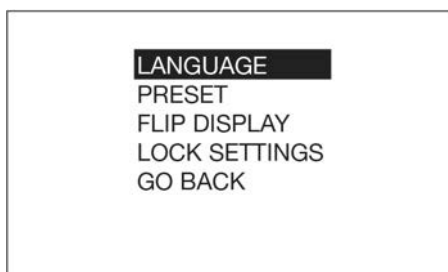 LANGUAGE
PRESET
FLIP DISPLAY
LOCK SETTINGS
GO BACK